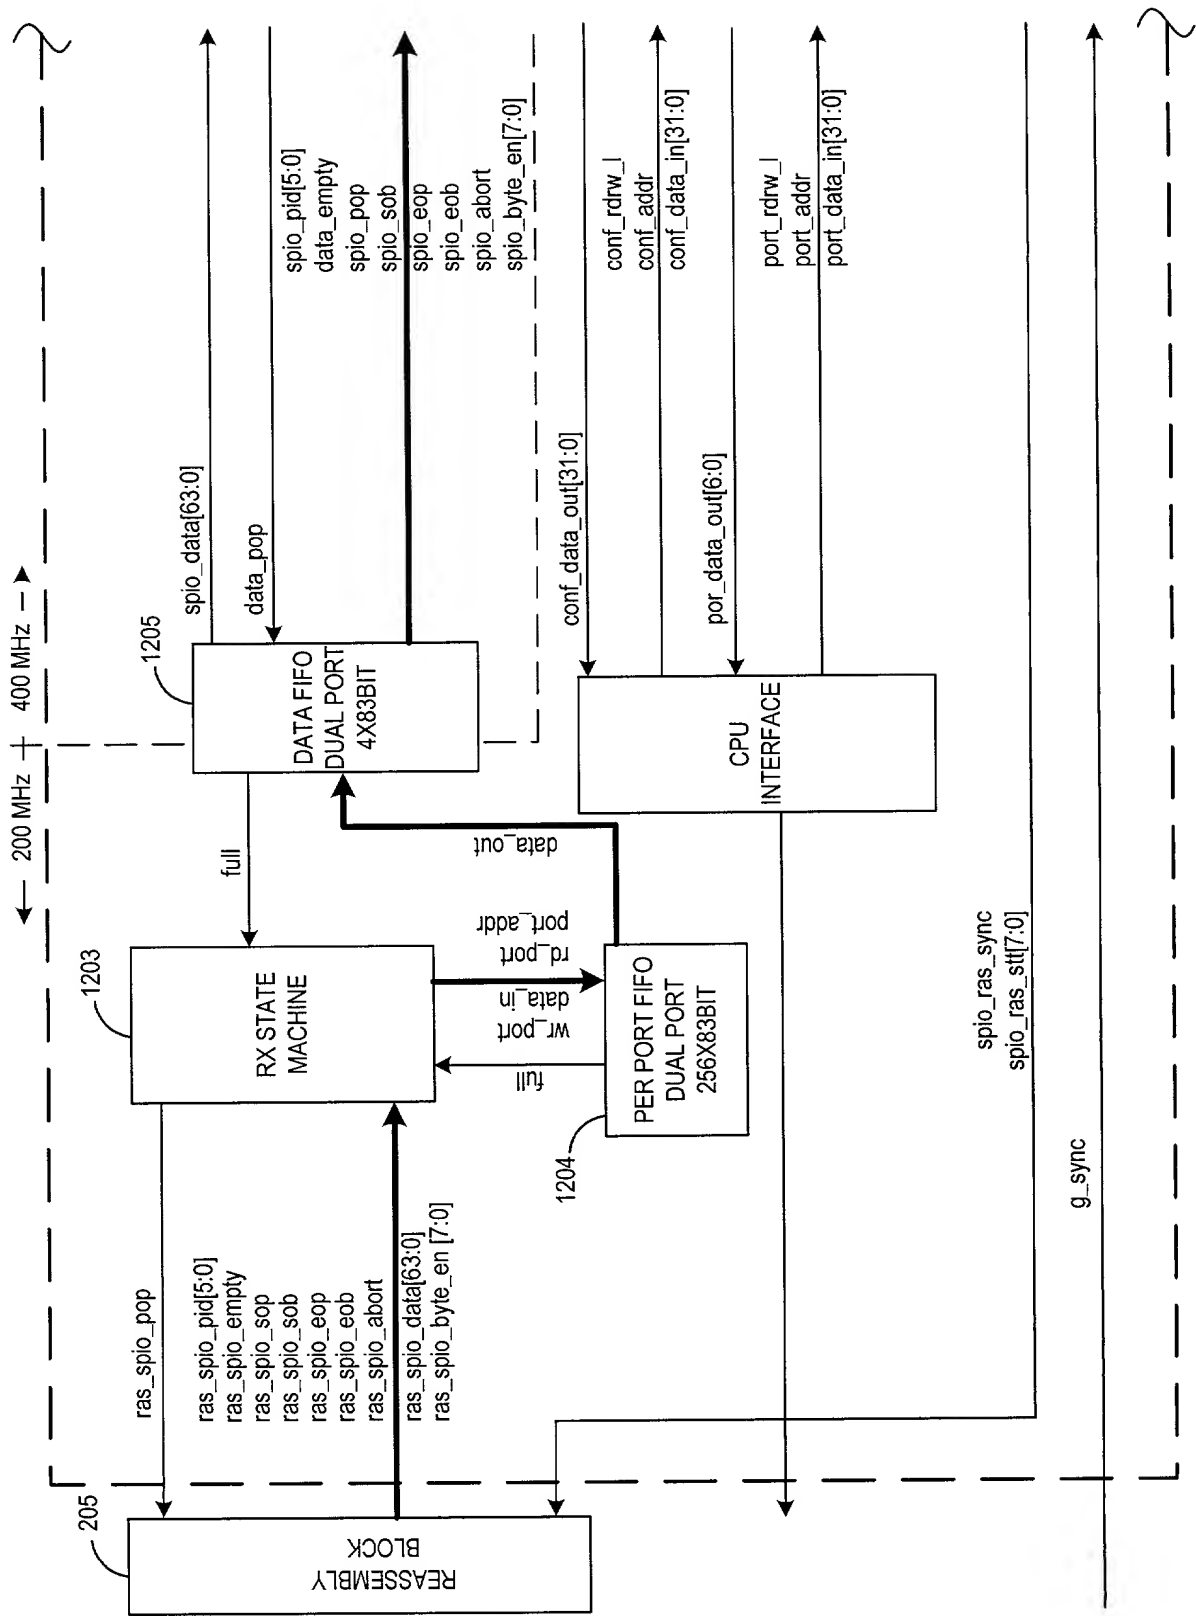 200 MHz
400 MHz
1205
spio_data[63:0]
data_pop
DATA FIFO
DUAL PORT
4X83BIT
spio_pid[5:0]
data_empty
spio_pop
spio_sob
spio_eop
spio_eob
spio_abort
spio_byte_en[7:0]
full
1203
RX STATE
MACHINE
data_out
port_addr
rd_port
data_in
wr_port
full
1204
PER PORT FIFO
DUAL PORT
256X83BIT
CPU
INTERFACE
conf_data_out[31:0]
conf_rdrw_l
conf_addr
conf_data_in[31:0]
por_data_out[6:0]
port_rdrw_l
port_addr
port_data_in[31:0]
ras_spio_pop
ras_spio_pid[5:0]
ras_spio_empty
ras_spio_sop
ras_spio_sob
ras_spio_eop
ras_spio_eob
ras_spio_abort
ras_spio_data[63:0]
ras_spio_byte_en [7:0]
205
REASSEMBLY
BLOCK
spio_ras_sync
spio_ras_stt[7:0]
g_sync